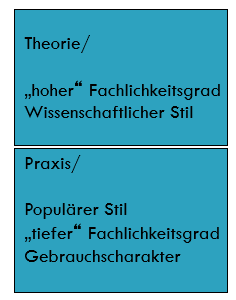 Theorie/
„hoher“ Fachlichkeitsgrad
Wissenschaftlicher Stil
Praxis/
Populärer Stil
„tiefer“ Fachlichkeitsgrad
Gebrauchscharakter